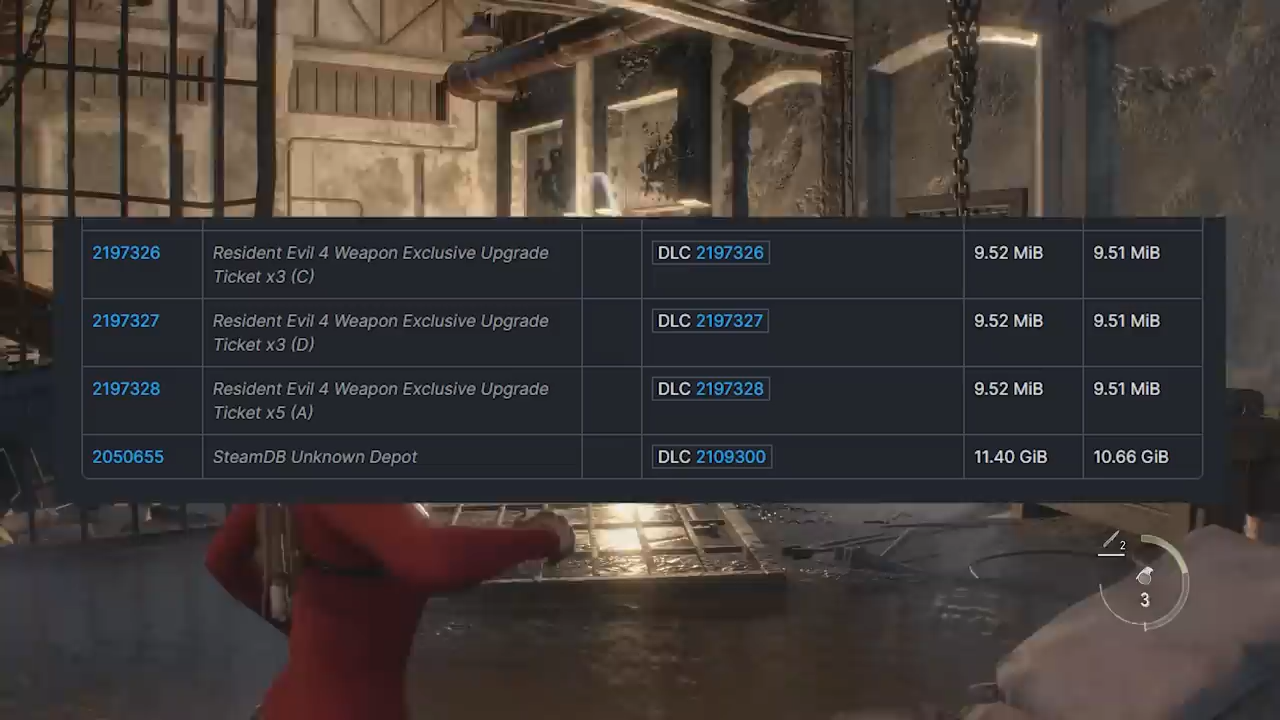 2197326 Resident Evil 4 Weapon Exclusive Upgrade DLC 2197326 9.52 MiB 9.51 MiB
Ticket x3 (C)
2197327 Resident Evil 4 Weapon Exclusive Upgrade DLC 2197327 9.52 MiB 9.51 MiB
Ticket x3 (D)
2197328 Resident Evil 4 Weapon Exclusive Upgrade DLC 2197328 9.52 MiB 9.51 MiB
Ticket x5 (A)
2050655 SteamDB Unknown Depot DLC 2109300 11.40 GiB 10.66 GiB
2
3